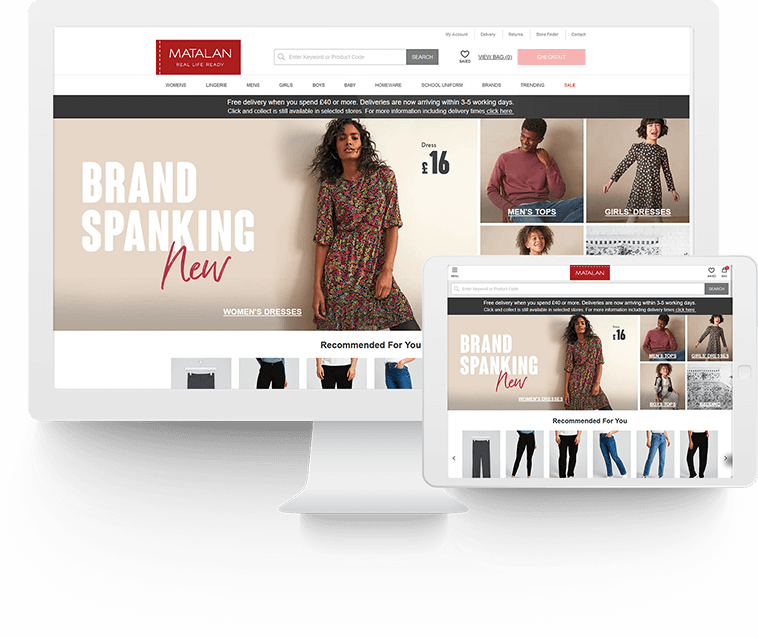 My Account
Delivery
Returns
Store Finder
Contact
MATALAN
REAL LIFE READY
Enter Keyword or Product Code
SEARCH
SAVED
VIEW BAG (0)
CHECKOUT
WOMENS
LINGERIE
MENS
GIRLS
BOYS
BABY
HOMEWARE
SCHOOL UNIFORM
BRANDS
TRENDING
SALE
Free delivery when you spend £40 or more. Deliveries are now arriving within 3-5 working days.
Click and collect is still available in selected stores. For more information including delivery times click here.
BRAND
SPANKING
New
WOMEN'S DRESSES
Dress
£16
MEN'S TOPS
GIRLS' DRESSES
Recommended For You
MENU
MATALAN
SAVED
BAG
Enter Keyword or Product Code
SEARCH
Free delivery when you spend £40 or more. Deliveries are now arriving within 3-5 working days.
Click and collect is still available in selected stores. For more information including delivery times click here.
BRAND
SPANKING
New
WOMEN'S DRESSES
Dress
£16
MEN'S TOPS
GIRLS' DRESSES
BOYS TOPS
Recommended For You